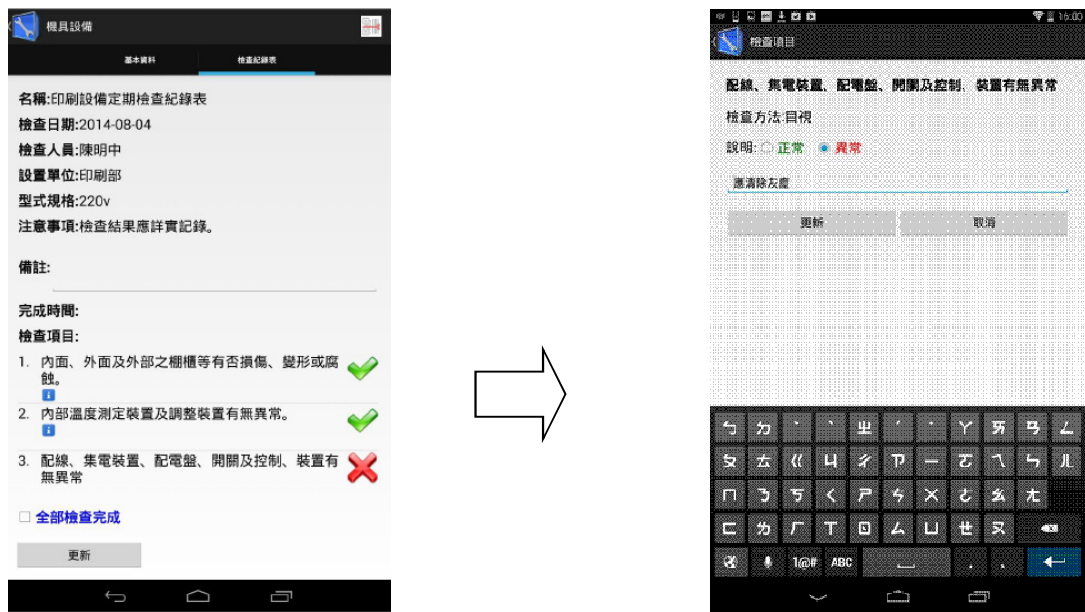 機具設備
基本資料 檢查紀錄表
名稱:印刷設備定期檢查紀錄表
檢查日期:2014-08-04
檢查人員:陳明中
設置單位:印刷部
型式規格:220v
注意事項:檢查結果應詳實記錄。
備註:
完成時間:
檢查項目:
1. 內面、外面及外部之棚櫃等有否損傷、變形或腐
蝕。
2. 內部溫度測定裝置及調整裝置有無異常。
3. 配線、集電裝置、配電盤、開關及控制、裝置有
無異常
全部檢查完成
更新
16:00
檢查項目
配線、集電裝置、配電盤、開關及控制、裝置有無異常
檢查方法:目視
說明: 正常 異常
應清除灰塵
更新 取消
ㄅ ㄉ ˇ ˋ ㄓ ˊ ˙ ㄚ ㄞ ㄢ ㄥ
ㄆ ㄊ ㄍ ㄐ ㄔ ㄗ ㄧ ㄛ ㄟ ㄣ ㄦ
ㄇ ㄋ ㄎ ㄑ ㄕ ㄘ ㄨ ㄜ ㄠ ㄤ
ㄈ ㄌ ㄏ ㄒ ㄖ ㄙ ㄩ ㄝ ㄡ
1@# ABC